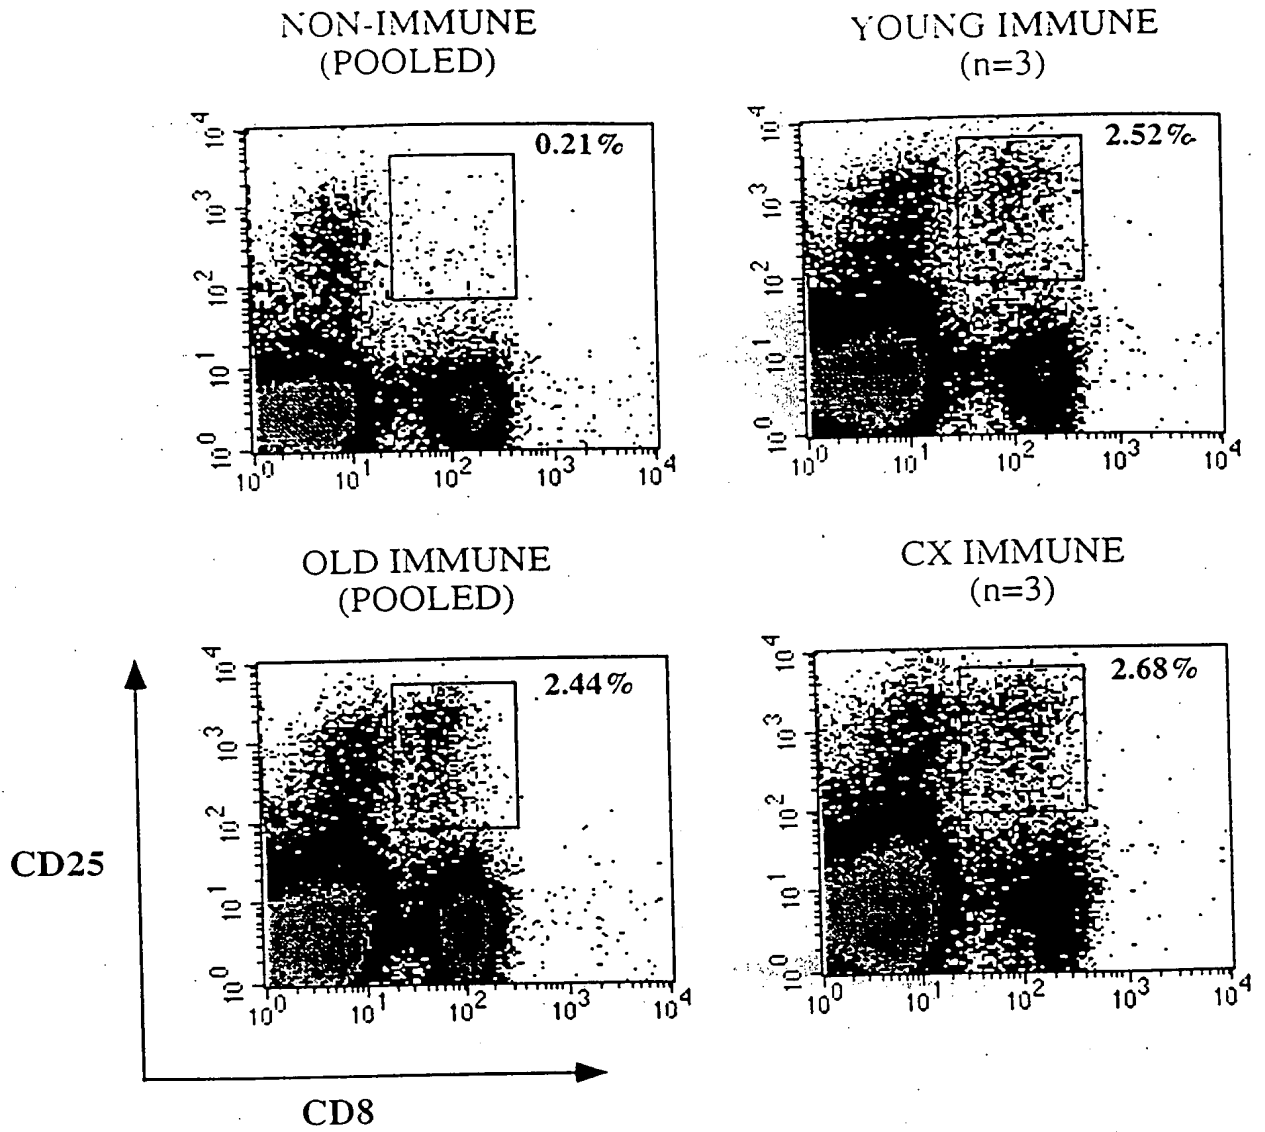 NON-IMMUNE
(POOLED)
YOUNG IMMUNE
(n=3)
0.21%
10^4
10^3
10^2
10^1
10^0
10^0 10^1 10^2 10^3 10^4
2.52%
10^4
10^3
10^2
10^1
10^0
10^0 10^1 10^2 10^3 10^4
OLD IMMUNE
(POOLED)
CX IMMUNE
(n=3)
2.44%
10^4
10^3
10^2
10^1
10^0
10^0 10^1 10^2 10^3 10^4
2.68%
10^4
10^3
10^2
10^1
10^0
10^0 10^1 10^2 10^3 10^4
CD25
CD8